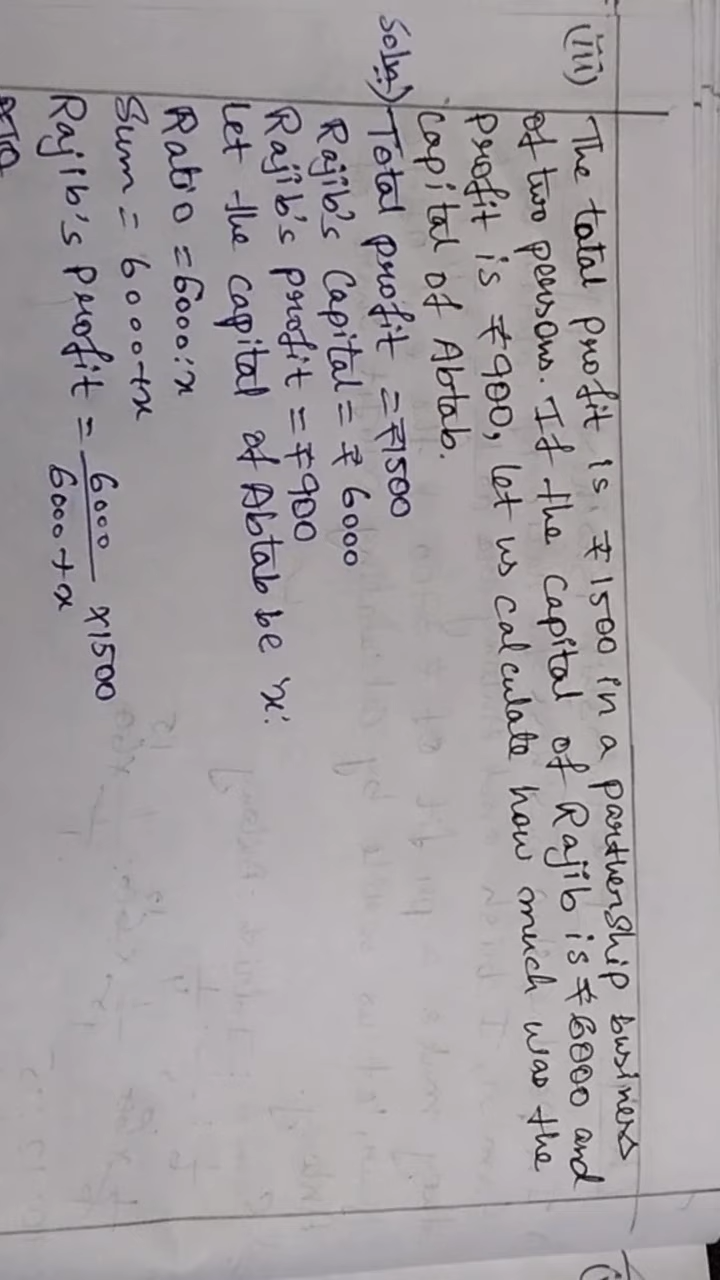 (iii) The total profit is ₹1500 in a partnership business
of two persons. If the capital of Rajib is ₹6000 and
profit is ₹900, let us calculate how much was the
capital of Abtab.
Soln.) Total profit = ₹1500
Rajib's Capital = ₹6000
Rajib's profit = ₹900
Let the capital of Abtab be 'x'.
Ratio = 6000:x
Sum = 6000+x
Rajib's Profit = 6000/6000+x ×1500
PTO